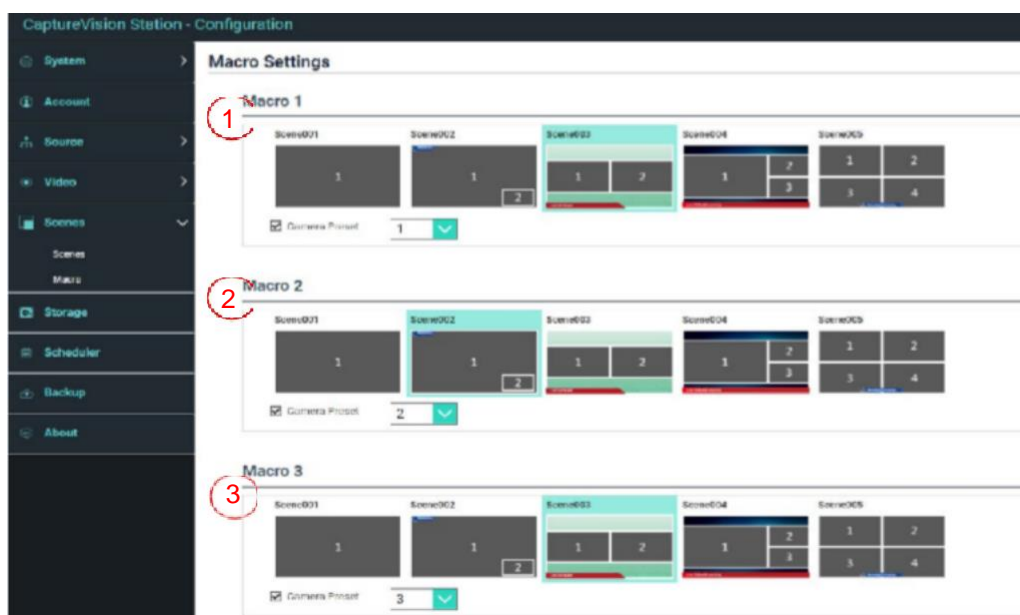 CaptureVision Station - Configuration
System
Account
Source
Video
Scenes
Scenes
Macro
Storage
Scheduler
Backup
About
Macro Settings
1
Macro 1
Scene001 Scene002 Scene003 Scene004 Scene005
1 1 2 1 2 1 2 3 1 2 3 4
Camera Preset 1
2
Macro 2
Scene001 Scene002 Scene003 Scene004 Scene005
1 1 2 1 2 1 2 3 1 2 3 4
Camera Preset 2
3
Macro 3
Scene001 Scene002 Scene003 Scene004 Scene005
1 1 2 1 2 1 2 3 1 2 3 4
Camera Preset 3